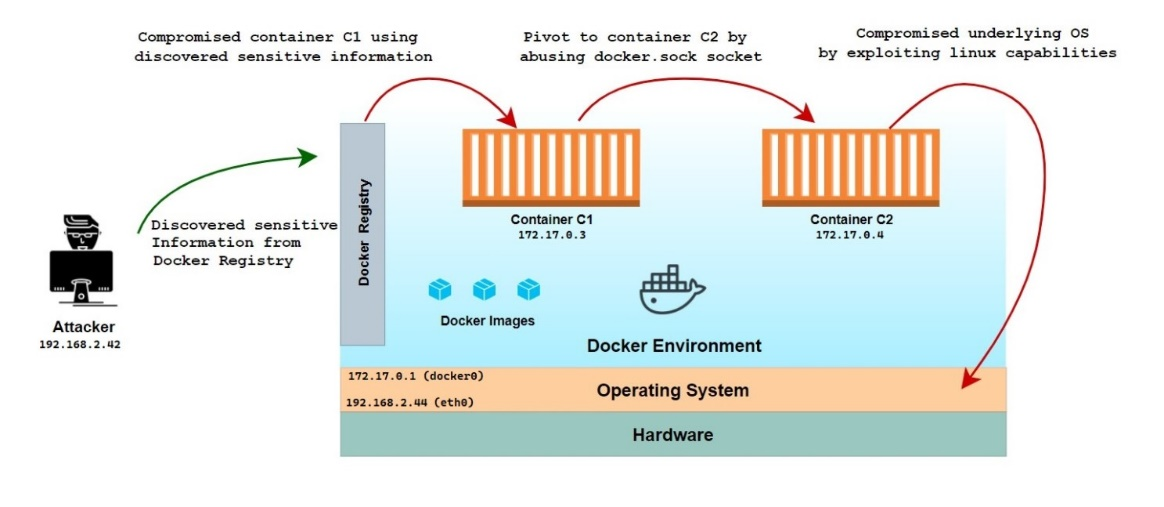 Compromised container C1 using
discovered sensitive information
Pivot to container C2 by
abusing docker.sock socket
Compromised underlying OS
by exploiting linux capabilities
Discovered sensitive
Information from
Docker Registry
Attacker
192.168.2.42
Docker Registry
Container C1
172.17.0.3
Container C2
172.17.0.4
Docker Images
Docker Environment
172.17.0.1 (docker0)
192.168.2.44 (eth0)
Operating System
Hardware